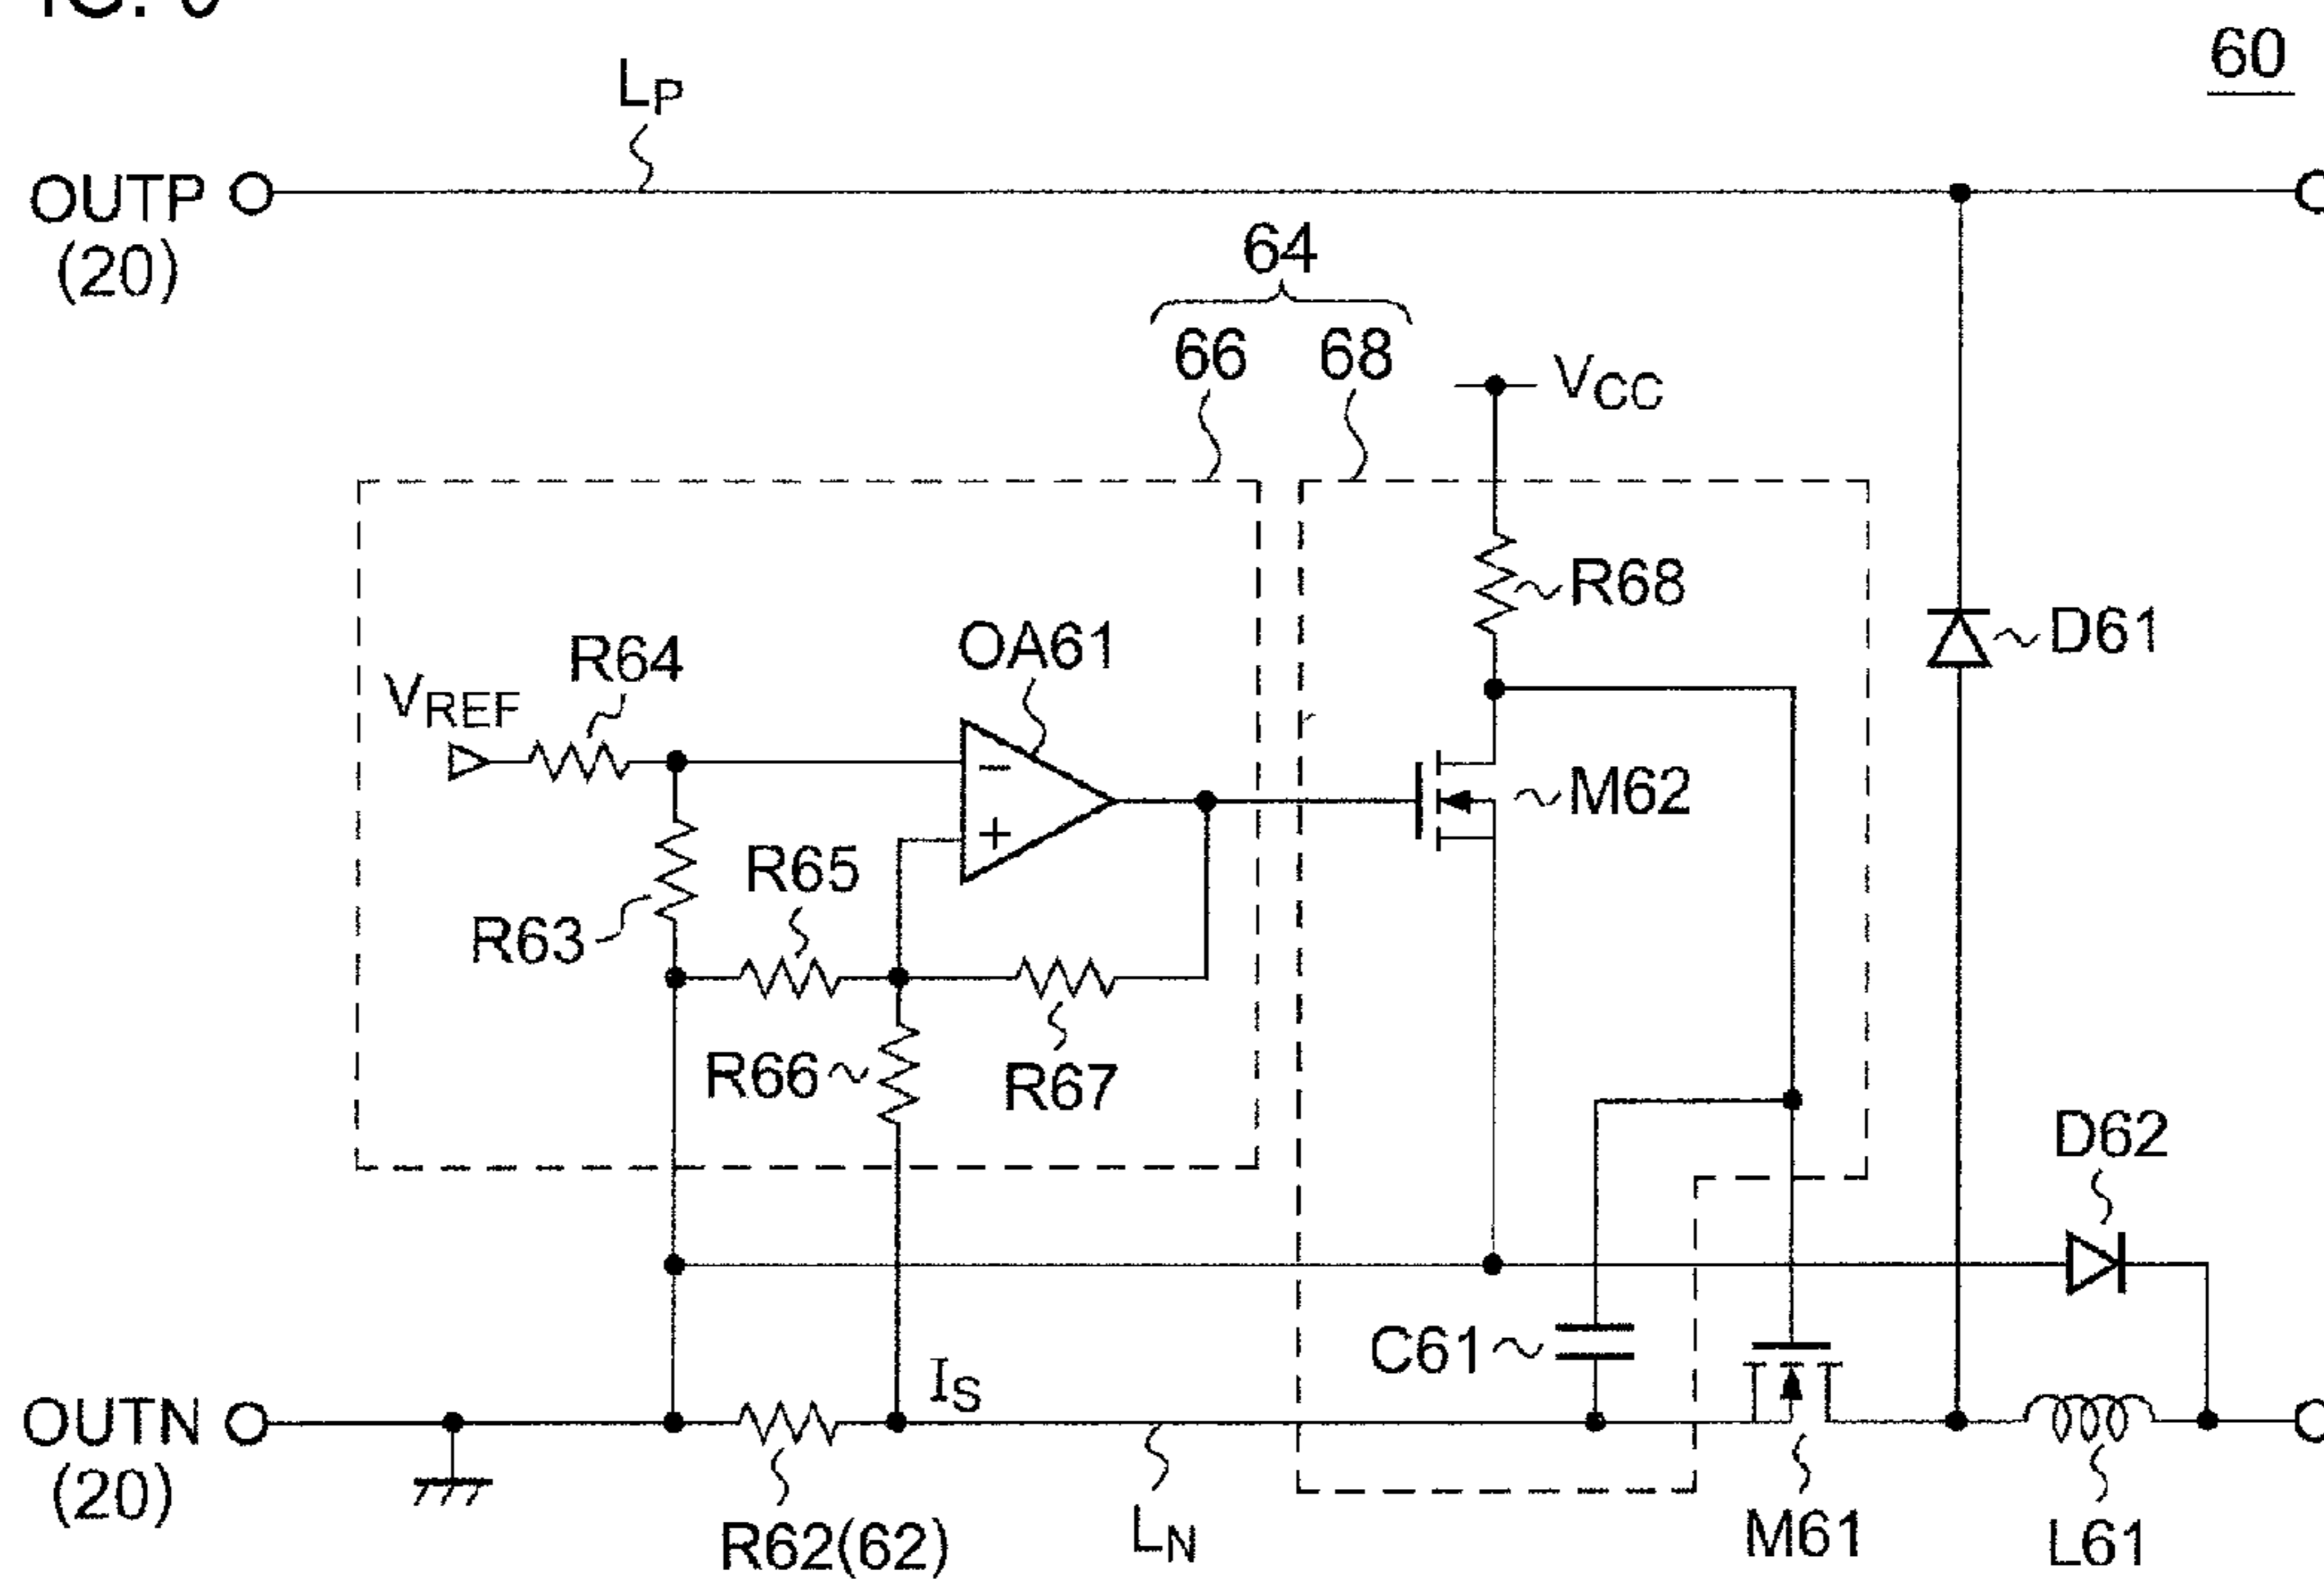 60
LP
OUTP
(20)
64
66 68
VCC
R68
D61
OA61
R64
VREF
M62
R65
R63
R66
R67
D62
C61
IS
OUTN
(20)
R62(62)
LN
M61
L61
−
+